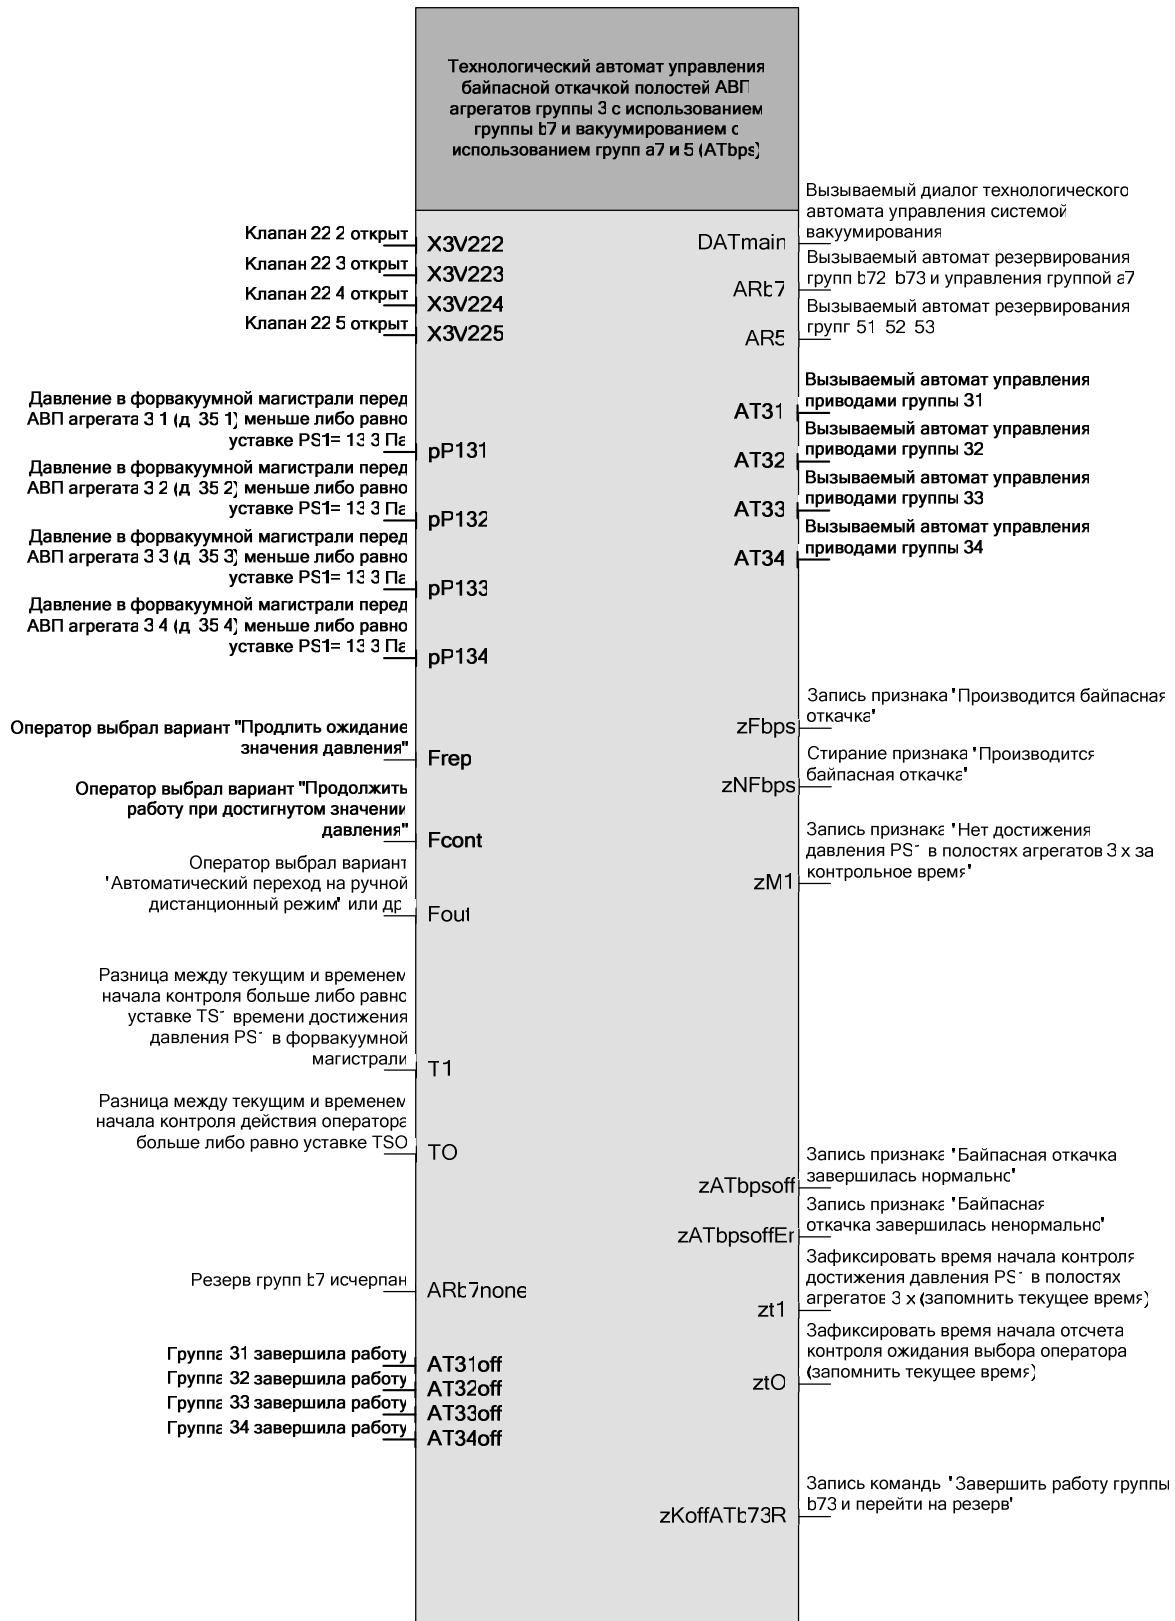 Технологический автомат управления
байпасной откачкой полостей АВП
агрегатов группы 3 с использованием
группы b7 и вакуумированием с
использованием групп a7 и 5 (ATbps)
Клапан 22 2 открыт
X3V222
Клапан 22 3 открыт
X3V223
Клапан 22 4 открыт
X3V224
Клапан 22 5 открыт
X3V225
Давление в форвакуумной магистрали перед
АВП агрегата 3 1 (д 35 1) меньше либо равно
уставке PS1= 13 3 Па
pP131
Давление в форвакуумной магистрали перед
АВП агрегата 3 2 (д 35 2) меньше либо равно
уставке PS1= 13 3 Па
pP132
Давление в форвакуумной магистрали перед
АВП агрегата 3 3 (д 35 3) меньше либо равно
уставке PS1= 13 3 Па
pP133
Давление в форвакуумной магистрали перед
АВП агрегата 3 4 (д 35 4) меньше либо равно
уставке PS1= 13 3 Па
pP134
Оператор выбрал вариант "Продлить ожидание
значения давления"
Frep
Оператор выбрал вариант "Продолжить
работу при достигнутом значении
давления"
Fcont
Оператор выбрал вариант
"Автоматический переход на ручной
дистанционный режим" или др
Fout
Разница между текущим и временем
начала контроля больше либо равно
уставке TS1 времени достижения
давления PS1 в форвакуумной
магистрали
T1
Разница между текущим и временем
начала контроля действия оператора
больше либо равно уставке TSO
TO
Резерв групп b7 исчерпан
ARb7none
Группа 31 завершила работу
AT31off
Группа 32 завершила работу
AT32off
Группа 33 завершила работу
AT33off
Группа 34 завершила работу
AT34off
Вызываемый диалог технологического
автомата управления системой
вакуумирования
DATmain
Вызываемый автомат резервирования
групп b72 b73 и управления группой a7
ARb7
Вызываемый автомат резервирования
групп 51 52 53
AR5
Вызываемый автомат управления
приводами группы 31
AT31
Вызываемый автомат управления
приводами группы 32
AT32
Вызываемый автомат управления
приводами группы 33
AT33
Вызываемый автомат управления
приводами группы 34
AT34
Запись признака "Производится байпасная
откачка"
zFbps
Стирание признака "Производится
байпасная откачка"
zNFbps
Запись признака "Нет достижения
давления PS1 в полостях агрегатов 3 x за
контрольное время"
zM1
Запись признака "Байпасная откачка
завершилась нормально"
zATbpsoff
Запись признака "Байпасная
откачка завершилась ненормально"
zATbpsoffEr
Зафиксировать время начала контроля
достижения давления PS1 в полостях
агрегатов 3 x (запомнить текущее время)
zt1
Зафиксировать время начала отсчета
контроля ожидания выбора оператора
(запомнить текущее время)
ztO
Запись команды "Завершить работу группы
b73 и перейти на резерв"
zKoffATb73R